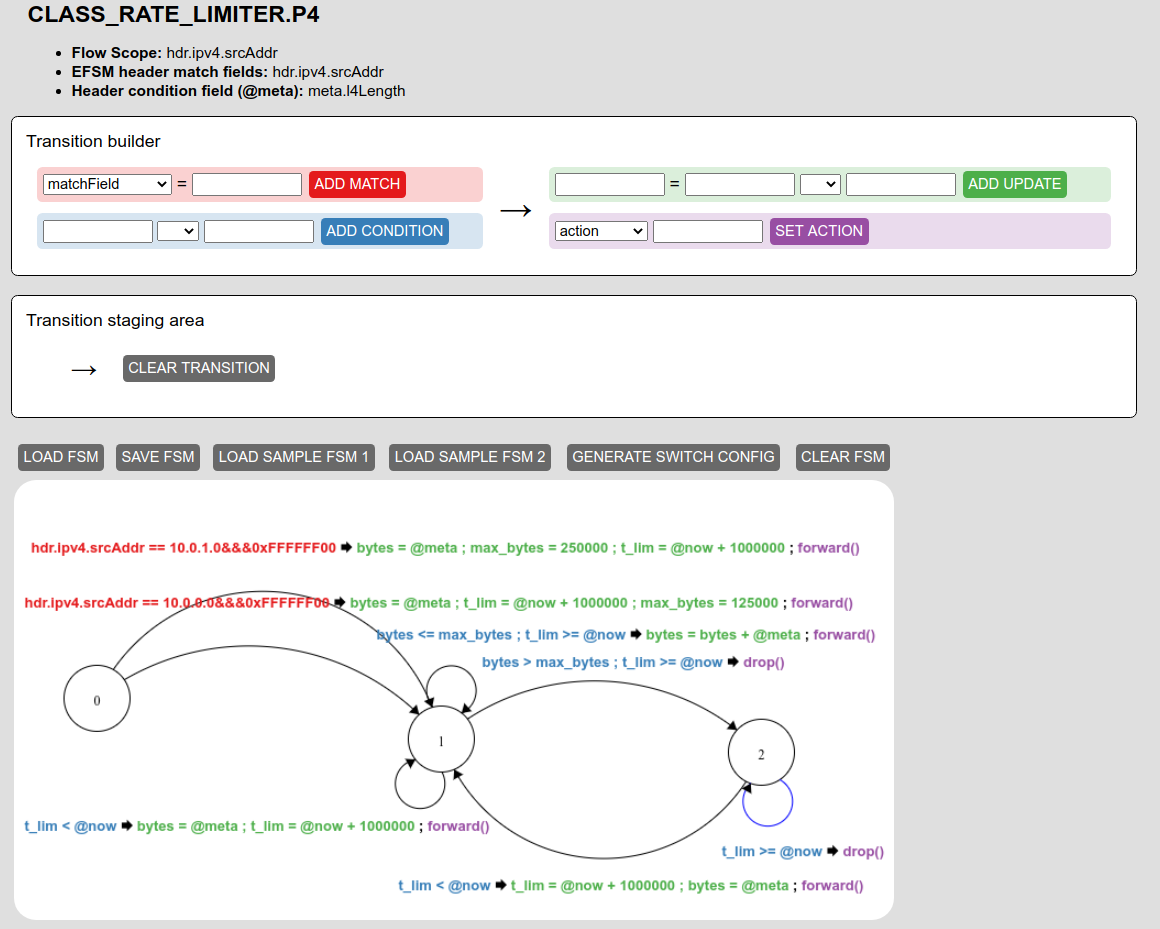 CLASS_RATE_LIMITER.P4
Flow Scope: hdr.ipv4.srcAddr
EFSM header match fields: hdr.ipv4.srcAddr
Header condition field (@meta): meta.l4Length
Transition builder
matchField = ADD MATCH
= ADD UPDATE
ADD CONDITION
action SET ACTION
Transition staging area
CLEAR TRANSITION
LOAD FSM SAVE FSM LOAD SAMPLE FSM 1 LOAD SAMPLE FSM 2 GENERATE SWITCH CONFIG CLEAR FSM
hdr.ipv4.srcAddr == 10.0.1.0&&&0xFFFFFF00 🡆 bytes = @meta ; max_bytes = 250000 ; t_lim = @now + 1000000 ; forward()
hdr.ipv4.srcAddr == 10.0.0.0&&&0xFFFFFF00 🡆 bytes = @meta ; t_lim = @now + 1000000 ; max_bytes = 125000 ; forward()
bytes <= max_bytes ; t_lim >= @now 🡆 bytes = bytes + @meta ; forward()
bytes > max_bytes ; t_lim >= @now 🡆 drop()
0
1
2
t_lim < @now 🡆 bytes = @meta ; t_lim = @now + 1000000 ; forward()
t_lim >= @now 🡆 drop()
t_lim < @now 🡆 t_lim = @now + 1000000 ; bytes = @meta ; forward()